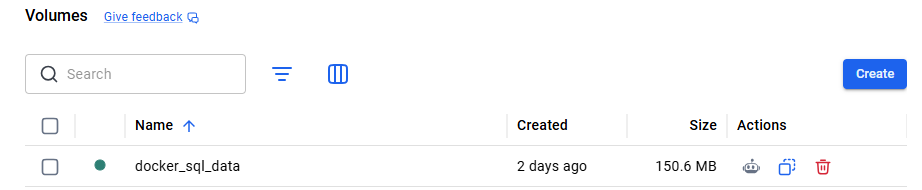 Volumes Give feedback
Search
Create
Name Created Size Actions
docker_sql_data 2 days ago 150.6 MB